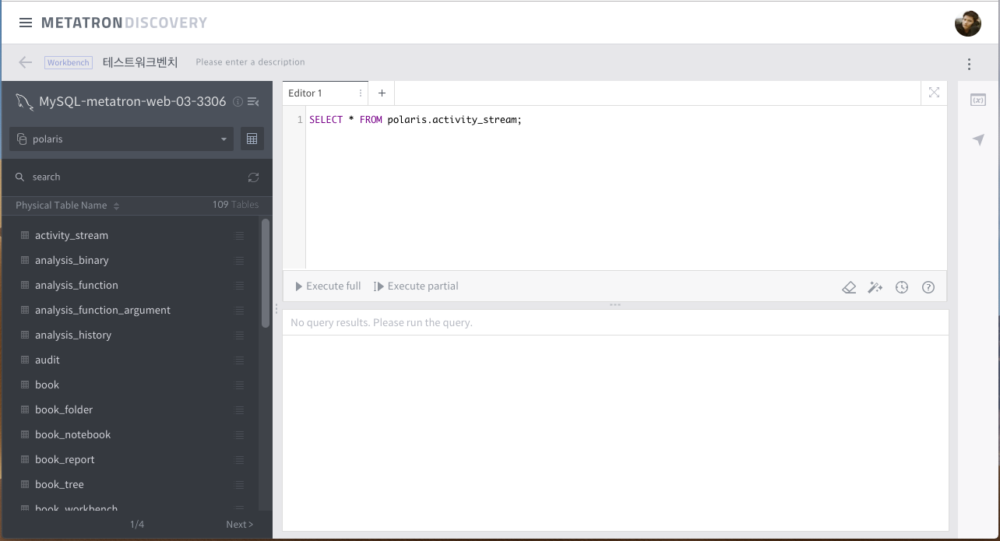 METATRON DISCOVERY
Workbench 테스트워크벤치 Please enter a description
MySQL-metatron-web-03-3306
polaris
search
Physical Table Name 109 Tables
activity_stream
analysis_binary
analysis_function
analysis_function_argument
analysis_history
audit
book
book_folder
book_notebook
book_report
book_tree
book_workbench
1/4 Next >
Editor 1 +
1 SELECT * FROM polaris.activity_stream;
Execute full Execute partial
?
No query results. Please run the query.
(x)